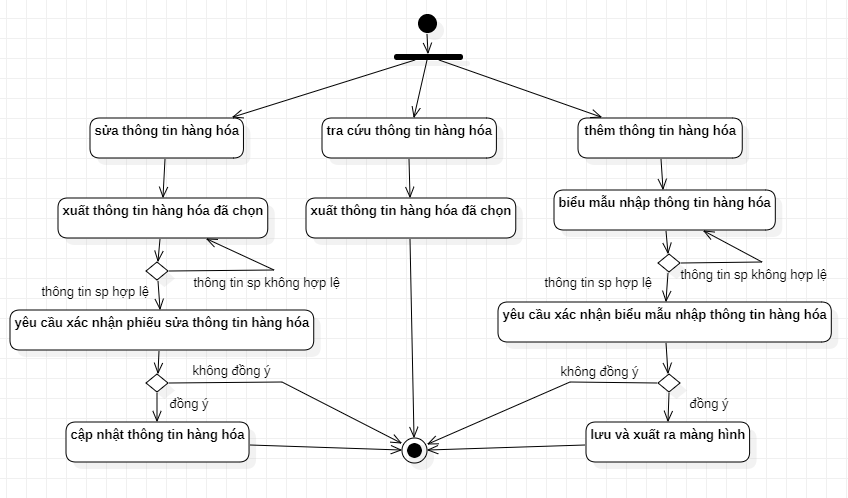 sửa thông tin hàng hóa
tra cứu thông tin hàng hóa
thêm thông tin hàng hóa
xuất thông tin hàng hóa đã chọn
xuất thông tin hàng hóa đã chọn
biểu mẫu nhập thông tin hàng hóa
thông tin sp không hợp lệ
thông tin sp hợp lệ
thông tin sp không hợp lệ
thông tin sp hợp lệ
yêu cầu xác nhận phiếu sửa thông tin hàng hóa
yêu cầu xác nhận biểu mẫu nhập thông tin hàng hóa
không đồng ý
đồng ý
không đồng ý
đồng ý
cập nhật thông tin hàng hóa
lưu và xuất ra màng hình